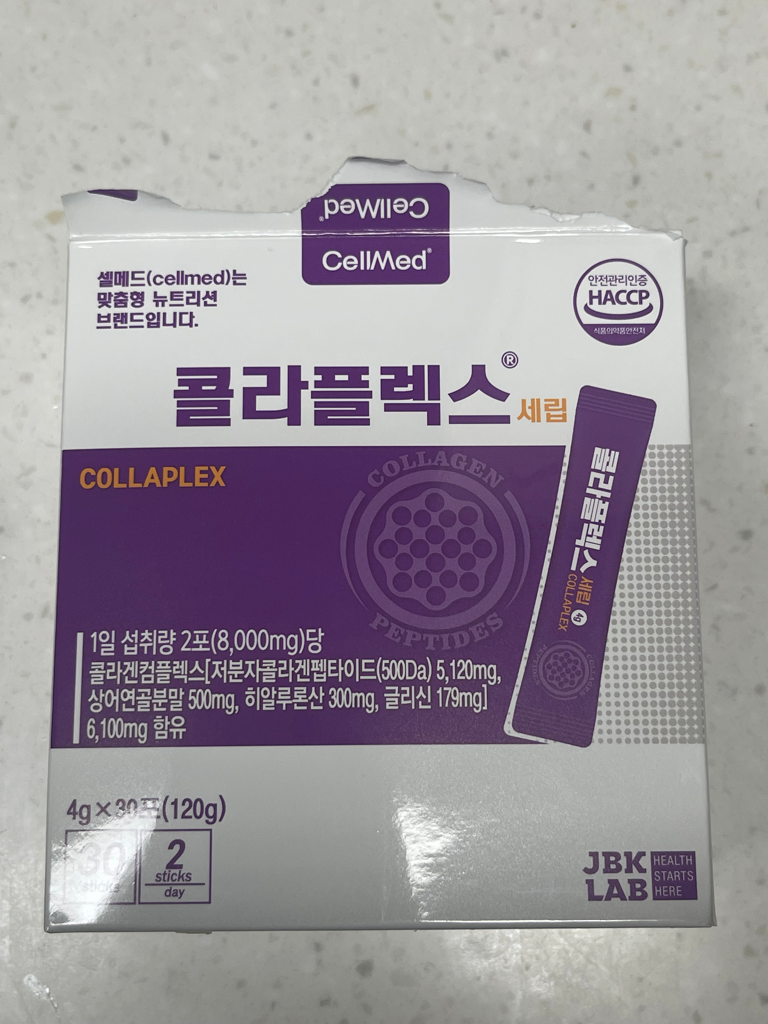 CellMed®
CellMed®
셀메드(cellmed)는
맞춤형 뉴트리션
브랜드입니다.
안전관리인증
HACCP
식품의약품안전처
콜라플렉스® 세립
COLLAPLEX
COLLAGEN
PEPTIDES
콜라플렉스 세립 4g
COLLAPLEX
COLLAGEN
PEPTIDES
1일 섭취량 2포(8,000mg)당
콜라겐컴플렉스[저분자콜라겐펩타이드(500Da) 5,120mg,
상어연골분말 500mg, 히알루론산 300mg, 글리신 179mg]
6,100mg 함유
4g×30포(120g)
30
sticks
2
sticks
day
JBK
LAB
HEALTH
STARTS
HERE